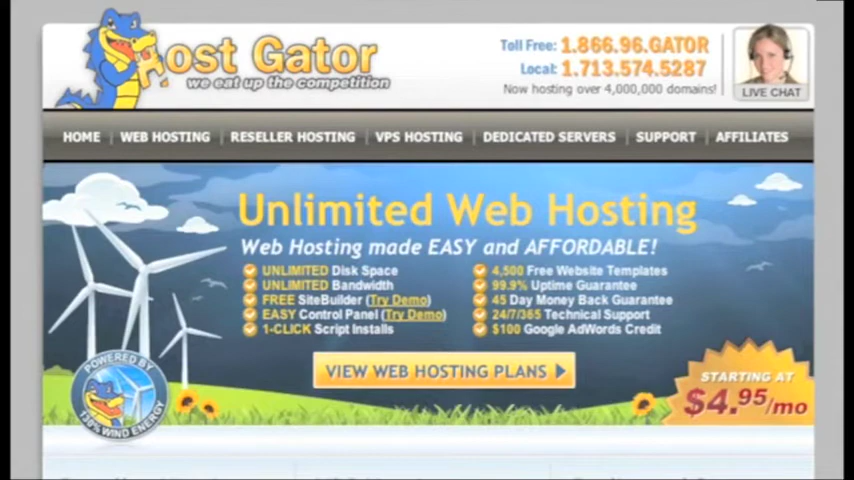 Host Gator
we eat up the competition
Toll Free: 1.866.96.GATOR
Local: 1.713.574.5287
Now hosting over 4,000,000 domains!
LIVE CHAT
HOME WEB HOSTING RESELLER HOSTING VPS HOSTING DEDICATED SERVERS SUPPORT AFFILIATES
Unlimited Web Hosting
Web Hosting made EASY and AFFORDABLE!
UNLIMITED Disk Space
UNLIMITED Bandwidth
FREE SiteBuilder (Try Demo)
EASY Control Panel (Try Demo)
1-CLICK Script Installs
4,500 Free Website Templates
99.9% Uptime Guarantee
45 Day Money Back Guarantee
24/7/365 Technical Support
$100 Google AdWords Credit
VIEW WEB HOSTING PLANS
STARTING AT
$4.95/mo
POWERED BY
130% WIND ENERGY